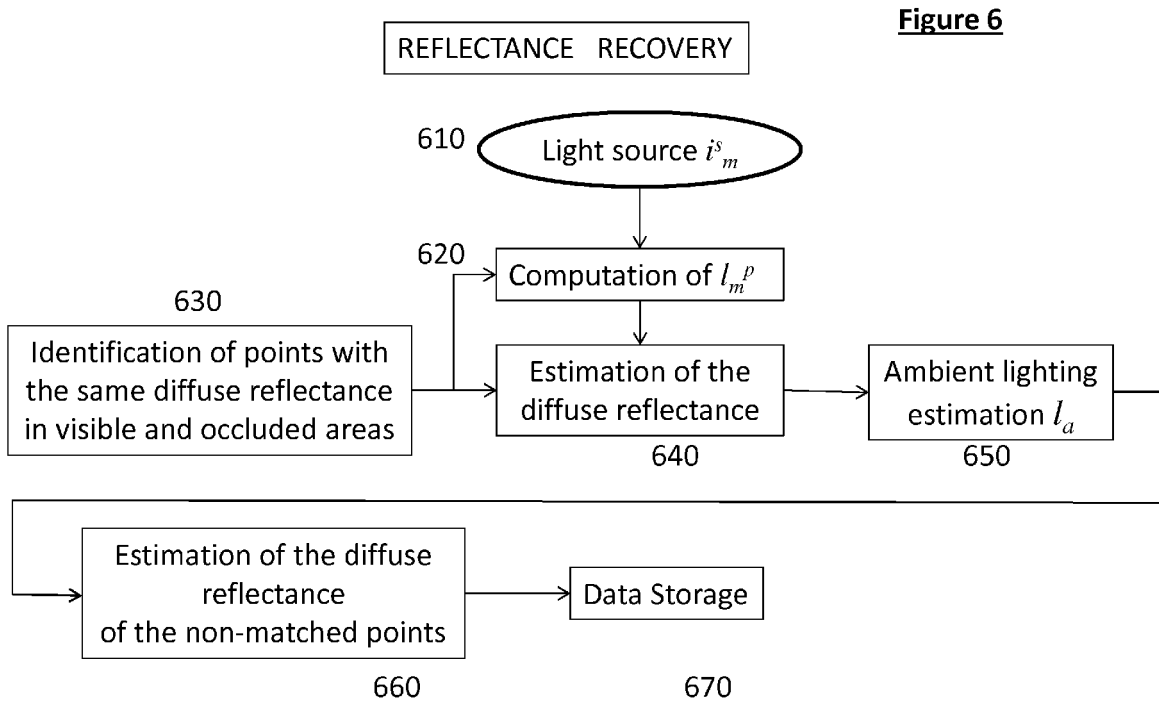 Figure 6
REFLECTANCE RECOVERY
610
Light source i^s_m
620
Computation of l_m^p
630
Identification of points with
the same diffuse reflectance
in visible and occluded areas
Estimation of the
diffuse reflectance
640
Ambient lighting
estimation l_a
650
Estimation of the diffuse
reflectance
of the non-matched points
660
Data Storage
670